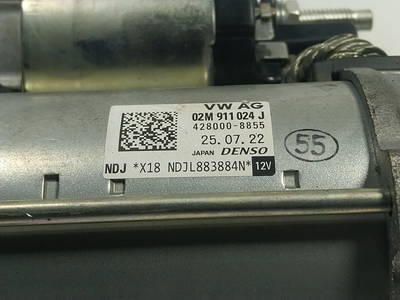 VW AG
02M 911 024 J
428000-8855
25.07.22
JAPAN DENSO
NDJ *X18 NDJL883884N* 12V
55